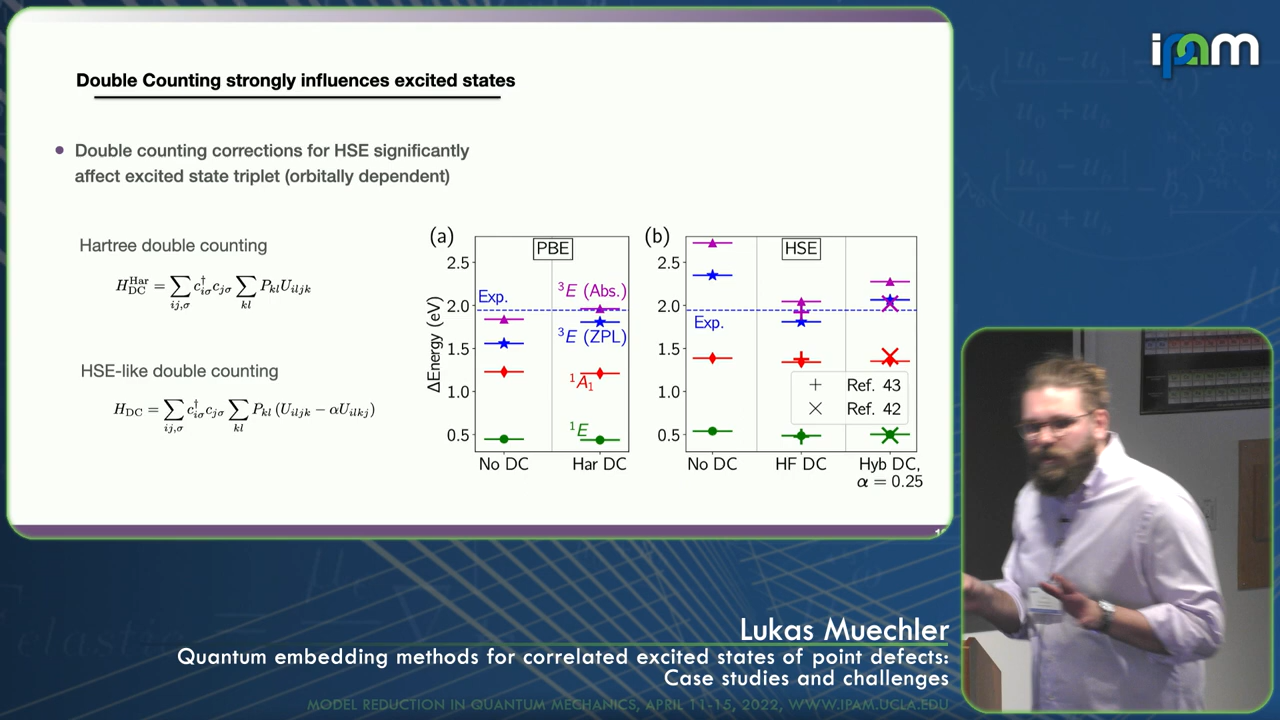 ipam
Double Counting strongly influences excited states
Double counting corrections for HSE significantly
affect excited state triplet (orbitally dependent)
Hartree double counting
H_DC^Har = ∑_{ij,σ} c†_{iσ} c_{jσ} ∑_{kl} P_{kl} U_{iljk}
HSE-like double counting
H_DC = ∑_{ij,σ} c†_{iσ} c_{jσ} ∑_{kl} P_{kl} (U_{iljk} − αU_{ilkj})
(a)
PBE
ΔEnergy (eV)
2.5
2.0
1.5
1.0
0.5
Exp.
³E (Abs.)
³E (ZPL)
¹A₁
¹E
No DC
Har DC
(b)
HSE
2.5
2.0
1.5
1.0
0.5
Exp.
+ Ref. 43
× Ref. 42
No DC
HF DC
Hyb DC,
α = 0.25
Lukas Muechler
Quantum embedding methods for correlated excited states of point defects:
Case studies and challenges
MODEL REDUCTION IN QUANTUM MECHANICS, APRIL 11-15, 2022, WWW.IPAM.UCLA.EDU